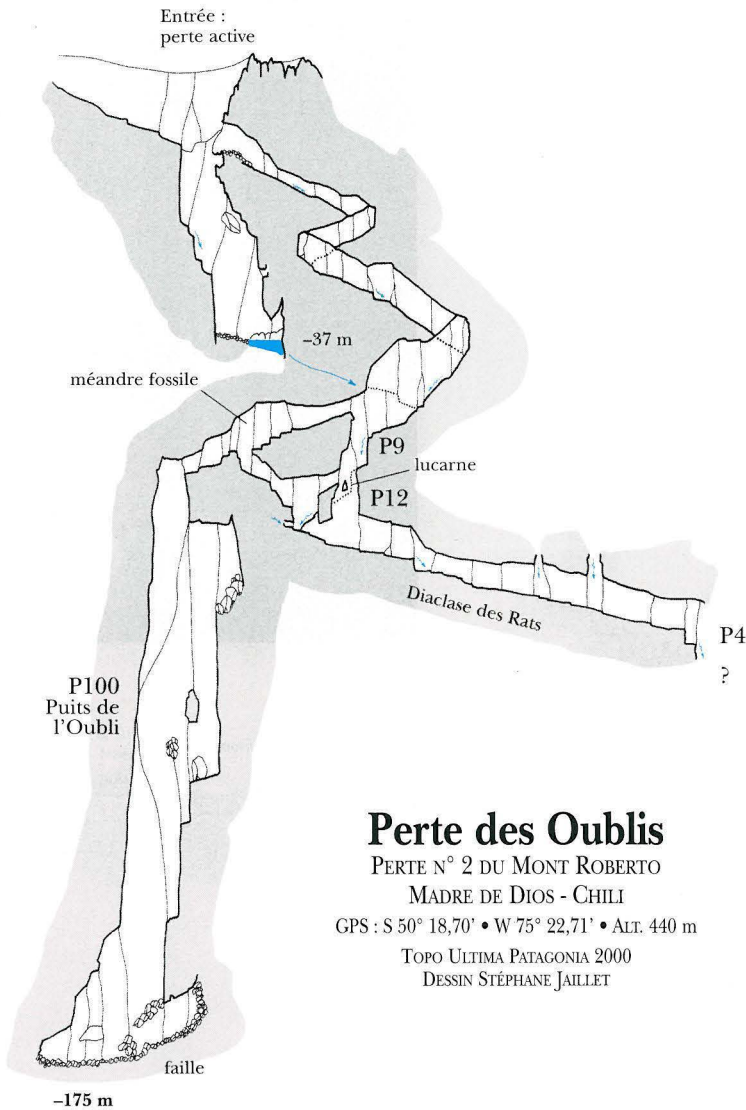 Entrée :
perte active
–37 m
méandre fossile
P9
lucarne
P12
Diaclase des Rats
P4
?
P100
Puits de
l'Oubli
Perte des Oublis
PERTE N° 2 DU MONT ROBERTO
MADRE DE DIOS - CHILI
GPS : S 50° 18,70’ • W 75° 22,71’ • ALT. 440 m
TOPO ULTIMA PATAGONIA 2000
DESSIN STÉPHANE JAILLET
faille
–175 m